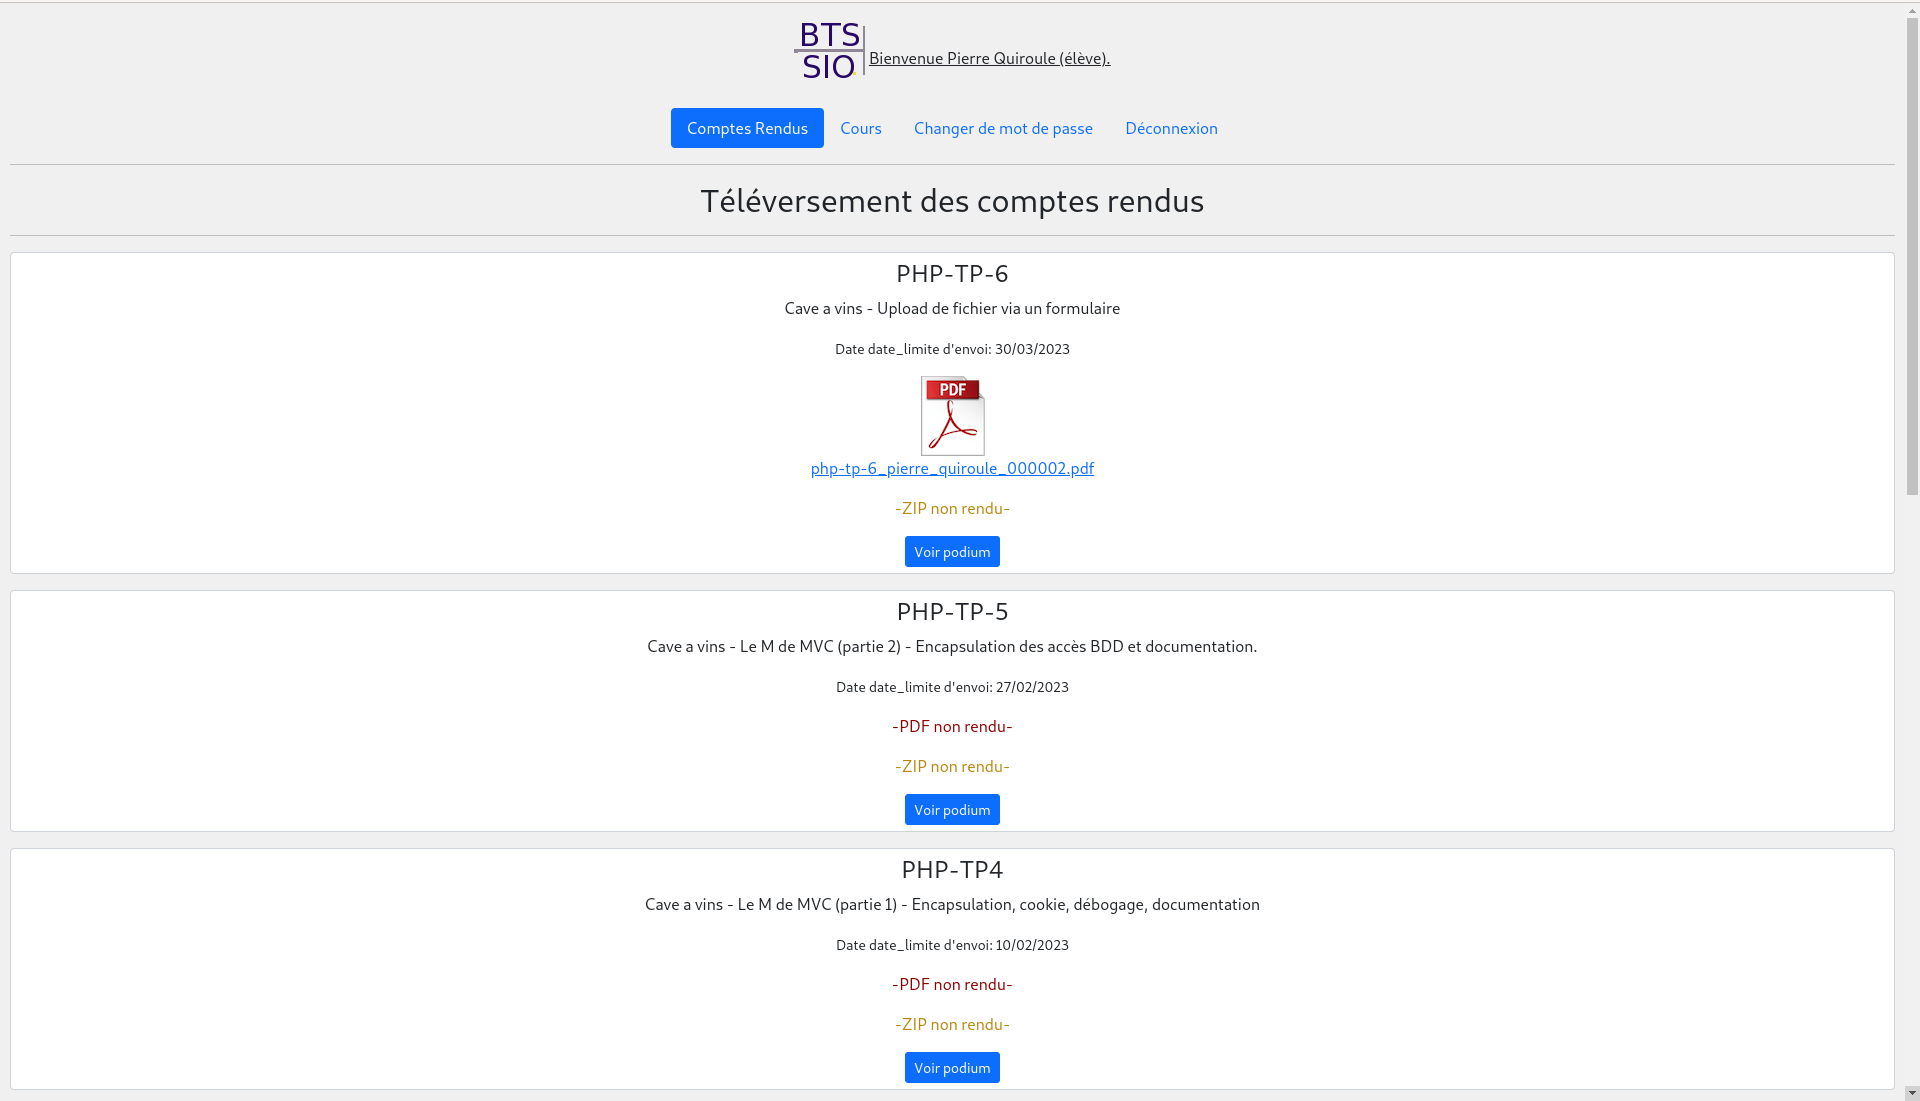 BTS
SIO
Bienvenue Pierre Quiroule (élève).
Comptes Rendus Cours Changer de mot de passe Déconnexion
Téléversement des comptes rendus
PHP-TP-6
Cave a vins - Upload de fichier via un formulaire
Date date_limite d'envoi: 30/03/2023
PDF
php-tp-6_pierre_quiroule_000002.pdf
-ZIP non rendu-
Voir podium
PHP-TP-5
Cave a vins - Le M de MVC (partie 2) - Encapsulation des accès BDD et documentation.
Date date_limite d'envoi: 27/02/2023
-PDF non rendu-
-ZIP non rendu-
Voir podium
PHP-TP4
Cave a vins - Le M de MVC (partie 1) - Encapsulation, cookie, débogage, documentation
Date date_limite d'envoi: 10/02/2023
-PDF non rendu-
-ZIP non rendu-
Voir podium